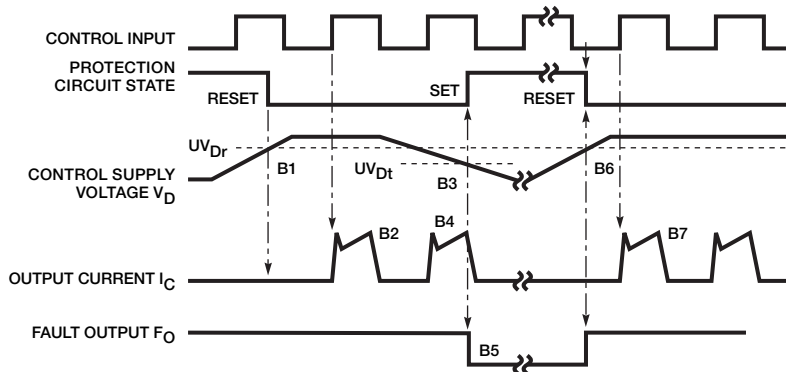 CONTROL INPUT
PROTECTION
CIRCUIT STATE
RESET
SET
RESET
UVDr
B1
UVDt
B3
B6
CONTROL SUPPLY
VOLTAGE VD
B2
B4
B7
OUTPUT CURRENT IC
FAULT OUTPUT FO
B5